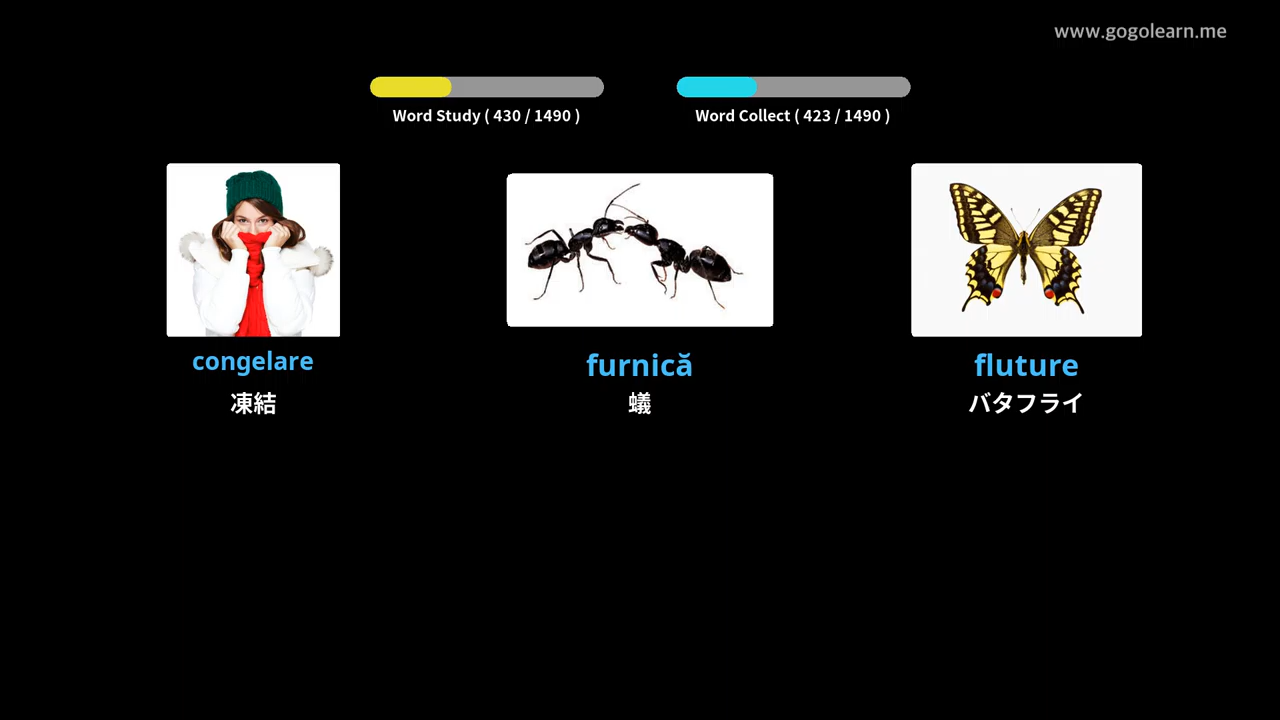 www.gogolearn.me
Word Study ( 430 / 1490 )
Word Collect ( 423 / 1490 )
congelare
furnică
fluture
凍結
蟻
バタフライ